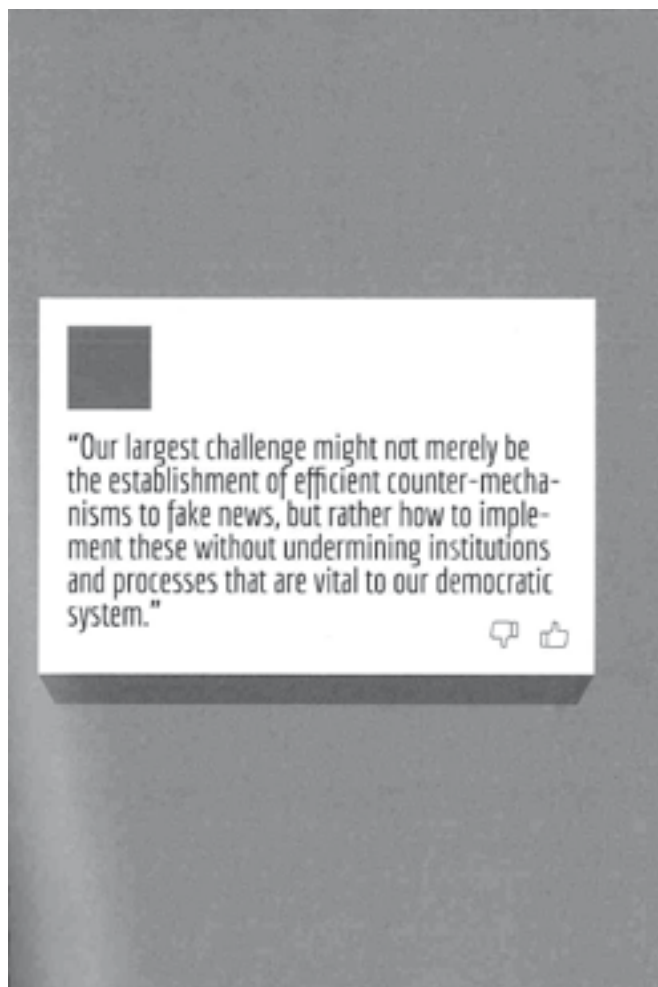 “Our largest challenge might not merely be
the establishment of efficient counter-mecha-
nisms to fake news, but rather how to imple-
ment these without undermining institutions
and processes that are vital to our democratic
system.”